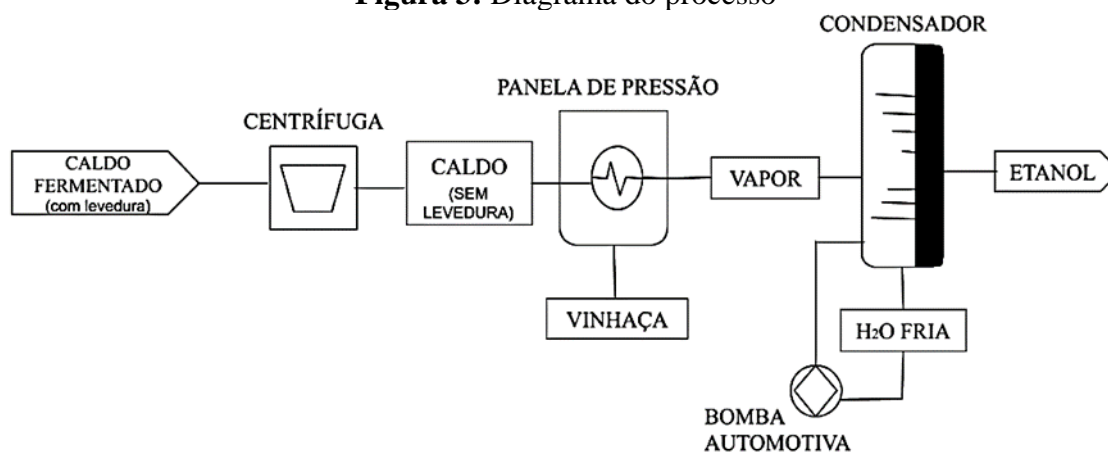 Figura 3: Diagrama do processo
CONDENSADOR
PANELA DE PRESSÃO
CENTRÍFUGA
CALDO
FERMENTADO
(com levedura)
CALDO
(SEM
LEVEDURA)
VAPOR
ETANOL
VINHAÇA
H2O FRIA
BOMBA
AUTOMOTIVA